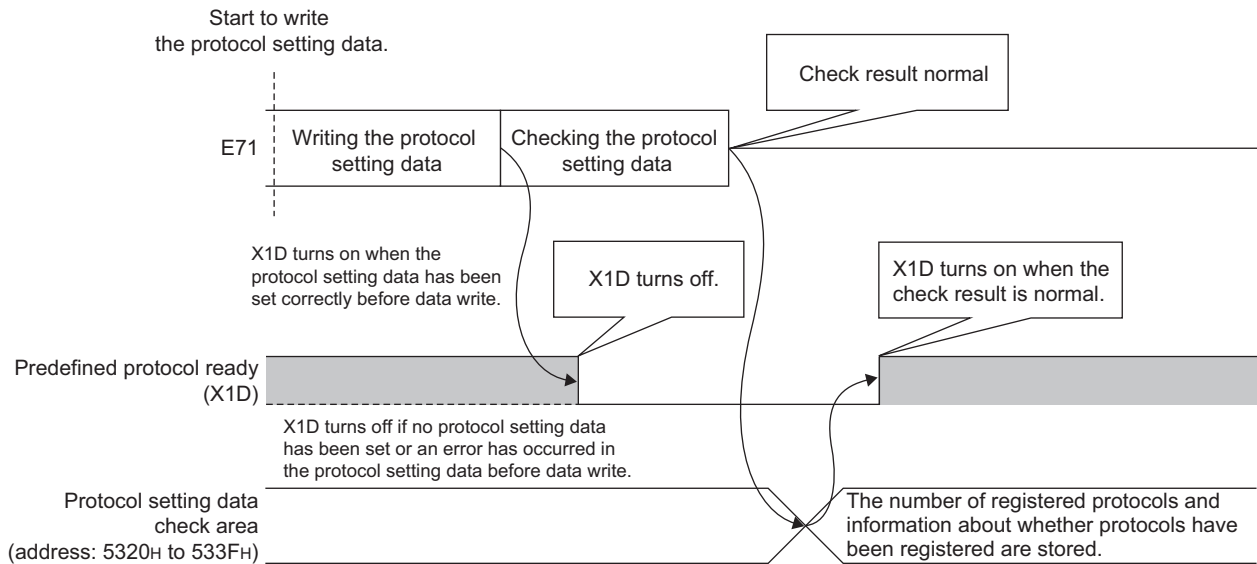 Start to write
the protocol setting data.
Check result normal
E71
Writing the protocol
setting data
Checking the protocol
setting data
X1D turns on when the
protocol setting data has been
set correctly before data write.
X1D turns off.
X1D turns on when the
check result is normal.
Predefined protocol ready
(X1D)
X1D turns off if no protocol setting data
has been set or an error has occurred in
the protocol setting data before data write.
Protocol setting data
check area
(address: 5320H to 533FH)
The number of registered protocols and
information about whether protocols have
been registered are stored.